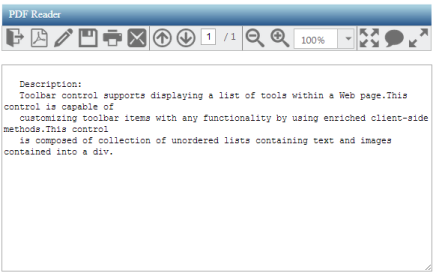 PDF Reader
1 / 1 100%
Description:
Toolbar control supports displaying a list of tools within a Web page.This
control is capable of
customizing toolbar items with any functionality by using enriched client-side
methods.This control
is composed of collection of unordered lists containing text and images
contained into a div.